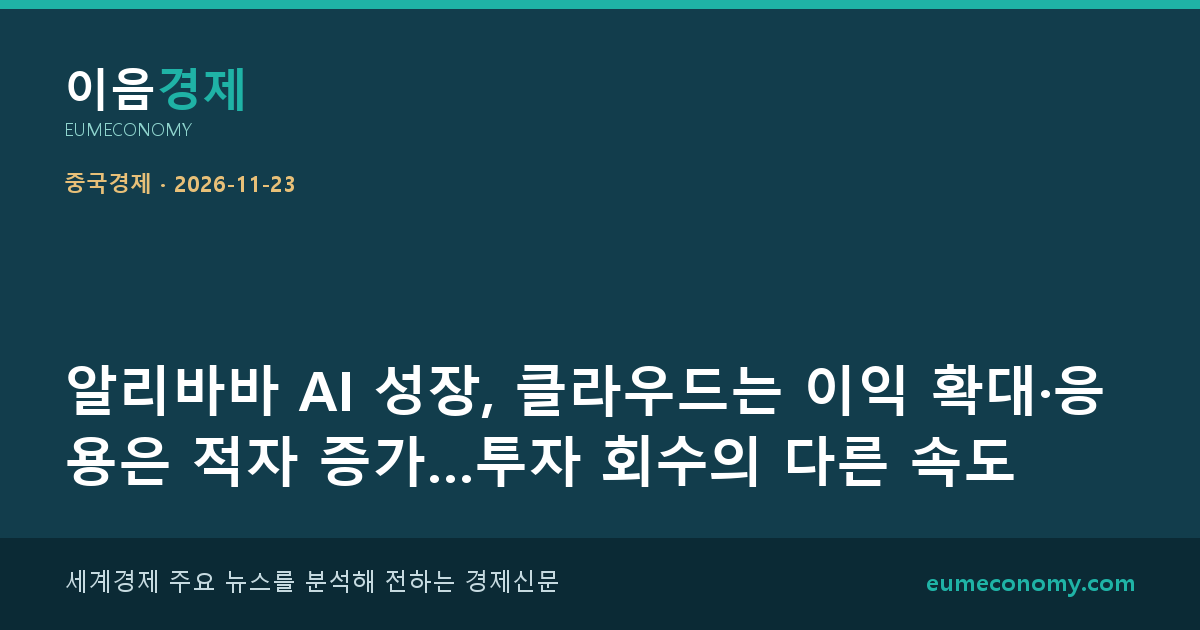 이음경제
EUMECONOMY
중국경제 · 2026-11-23
알리바바 AI 성장, 클라우드는 이익 확대·응
용은 적자 증가…투자 회수의 다른 속도
세계경제 주요 뉴스를 분석해 전하는 경제신문
eumeconomy.com